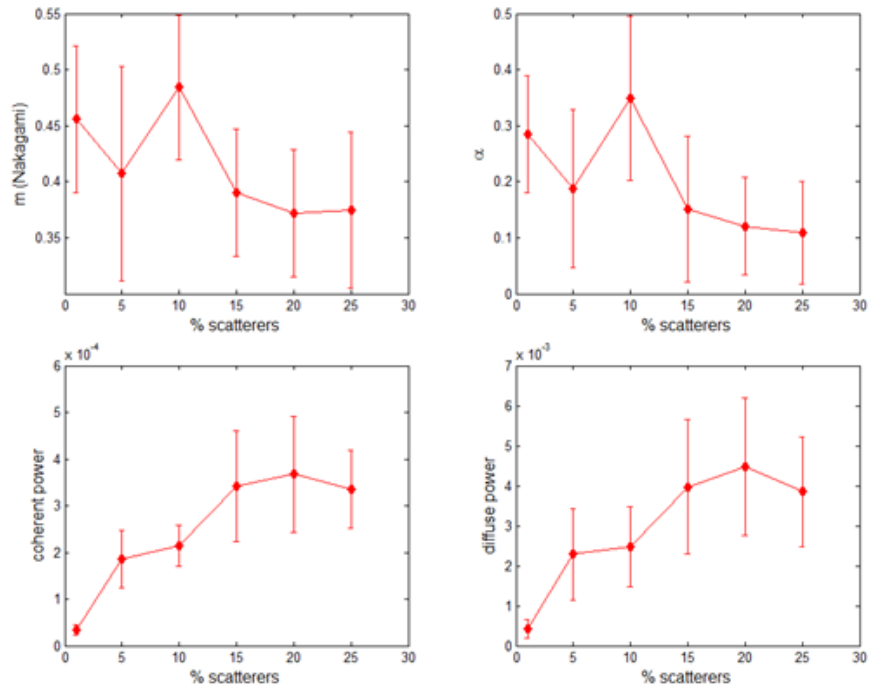 0.55
0.5
0.45
0.4
0.35
m (Nakagami)
0 5 10 15 20 25 30
% scatterers
0.5
0.4
0.3
0.2
0.1
0
α
0 5 10 15 20 25 30
% scatterers
x 10⁻⁴
6
5
4
3
2
1
0
coherent power
0 5 10 15 20 25 30
% scatterers
x 10⁻³
7
6
5
4
3
2
1
0
diffuse power
0 5 10 15 20 25 30
% scatterers